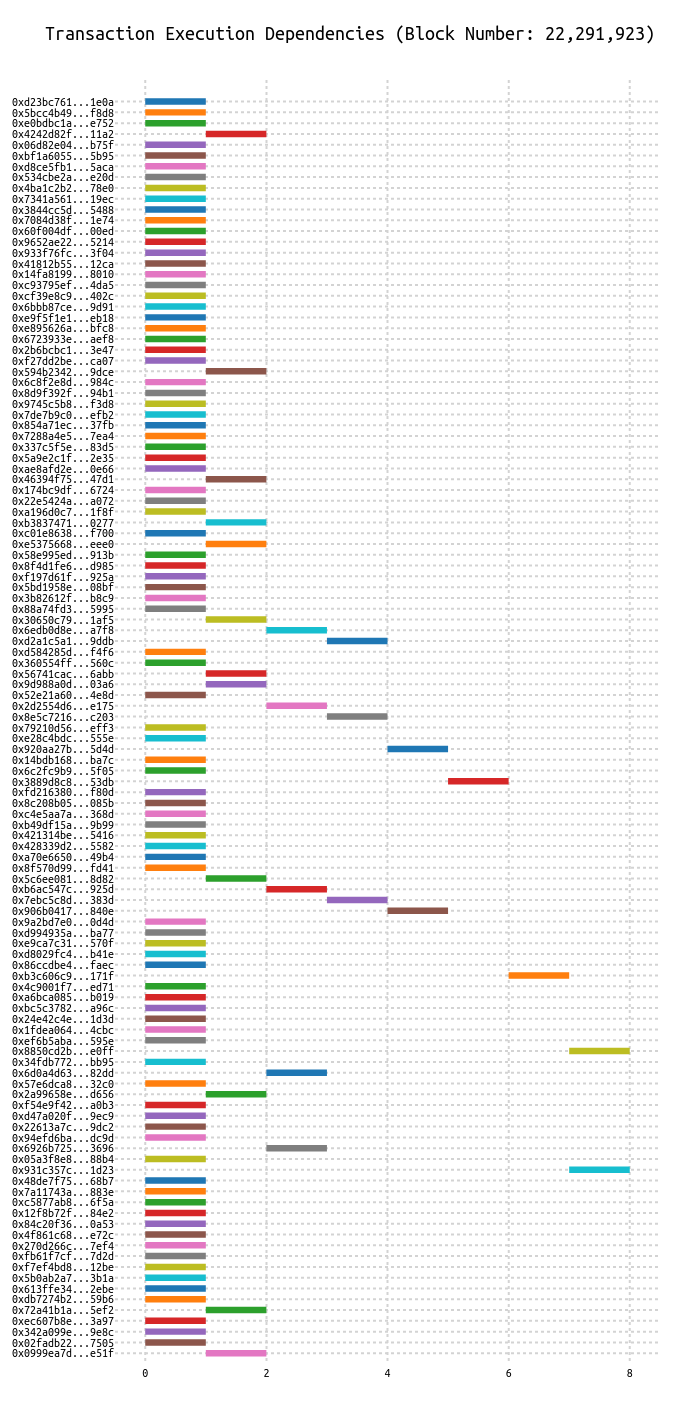 Transaction Execution Dependencies (Block Number: 22,291,923)
0xd23bc761...1e0a
0x5bcc4b49...f8d8
0xe0bdbc1a...e752
0x4242d82f...11a2
0x06d82e04...b75f
0xbf1a6055...5b95
0xd8ce5fb1...5aca
0x534cbe2a...e20d
0x4ba1c2b2...78e0
0x7341a561...19ec
0x3844cc5d...5488
0x7084d38f...1e74
0x60f004df...00ed
0x9652ae22...5214
0x933f76fc...3f04
0x41812b55...12ca
0x14fa8199...8010
0xc93795ef...4da5
0xcf39e8c9...402c
0x6bbb87ce...9d91
0xe9f5f1e1...eb18
0xe895626a...bfc8
0x6723933e...aef8
0x2b6bcbc1...3e47
0xf27dd2be...ca07
0x594b2342...9dce
0x6c8f2e8d...984c
0x8d9f392f...94b1
0x9745c5b8...f3d8
0x7de7b9c0...efb2
0x854a71ec...37fb
0x7288a4e5...7ea4
0x337c5f5e...83d5
0x5a9e2c1f...2e35
0xae8afd2e...0e66
0x46394f75...47d1
0x174bc9df...6724
0x22e5424a...a072
0xa196d0c7...1f8f
0xb3837471...0277
0xc01e8638...f700
0xe5375668...eee0
0x58e995ed...913b
0x8f4d1fe6...d985
0xf197d61f...925a
0x5bd1958e...08bf
0x3b82612f...b8c9
0x88a74fd3...5995
0x30650c79...1af5
0x6edb0d8e...a7f8
0xd2a1c5a1...9ddb
0xd584285d...f4f6
0x360554ff...560c
0x56741cac...6abb
0x9d988a0d...03a6
0x52e21a60...4e8d
0x2d2554d6...e175
0x8e5c7216...c203
0x79210d56...eff3
0xe28c4bdc...555e
0x920aa27b...5d4d
0x14bdb168...ba7c
0x6c2fc9b9...5f05
0x3889d8c8...53db
0xfd216380...f80d
0x8c208b05...085b
0xc4e5aa7a...368d
0xb49df15a...9b99
0x421314be...5416
0x428339d2...5582
0xa70e6650...49b4
0x8f570d99...fd41
0x5c6ee081...8d82
0xb6ac547c...925d
0x7ebc5c8d...383d
0x906b0417...840e
0x9a2bd7e0...0d4d
0xd994935a...ba77
0xe9ca7c31...570f
0xd8029fc4...b41e
0x86ccdbe4...faec
0xb3c606c9...171f
0x4c9001f7...ed71
0xa6bca085...b019
0xbc5c3782...a96c
0x24e42c4e...1d3d
0x1fdea064...4cbc
0xef6b5aba...595e
0x8850cd2b...e0ff
0x34fdb772...bb95
0x6d0a4d63...82dd
0x57e6dca8...32c0
0x2a99658e...d656
0xf54e9f42...a0b3
0xd47a020f...9ec9
0x22613a7c...9dc2
0x94efd6ba...dc9d
0x6926b725...3696
0x05a3f8e8...88b4
0x931c357c...1d23
0x48de7f75...68b7
0x7a11743a...883e
0xc5877ab8...6f5a
0x12f8b72f...84e2
0x84c20f36...0a53
0x4f861c68...e72c
0x270d266c...7ef4
0xfb61f7cf...7d2d
0xf7ef4bd8...12be
0x5b0ab2a7...3b1a
0x613ffe34...2ebe
0xdb7274b2...59b6
0x72a41b1a...5ef2
0xec607b8e...3a97
0x342a099e...9e8c
0x02fadb22...7505
0x0999ea7d...e51f
0 2 4 6 8